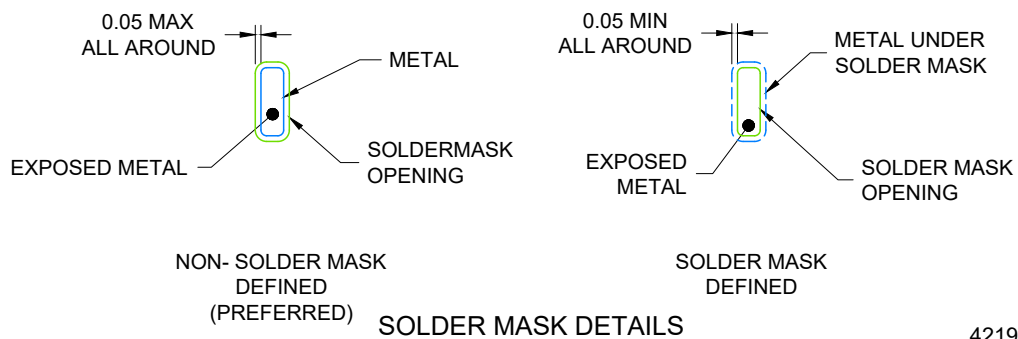 0.05 MAX
ALL AROUND
METAL
EXPOSED METAL
SOLDERMASK
OPENING
NON- SOLDER MASK
DEFINED
(PREFERRED)
0.05 MIN
ALL AROUND
METAL UNDER
SOLDER MASK
EXPOSED
METAL
SOLDER MASK
OPENING
SOLDER MASK
DEFINED
SOLDER MASK DETAILS